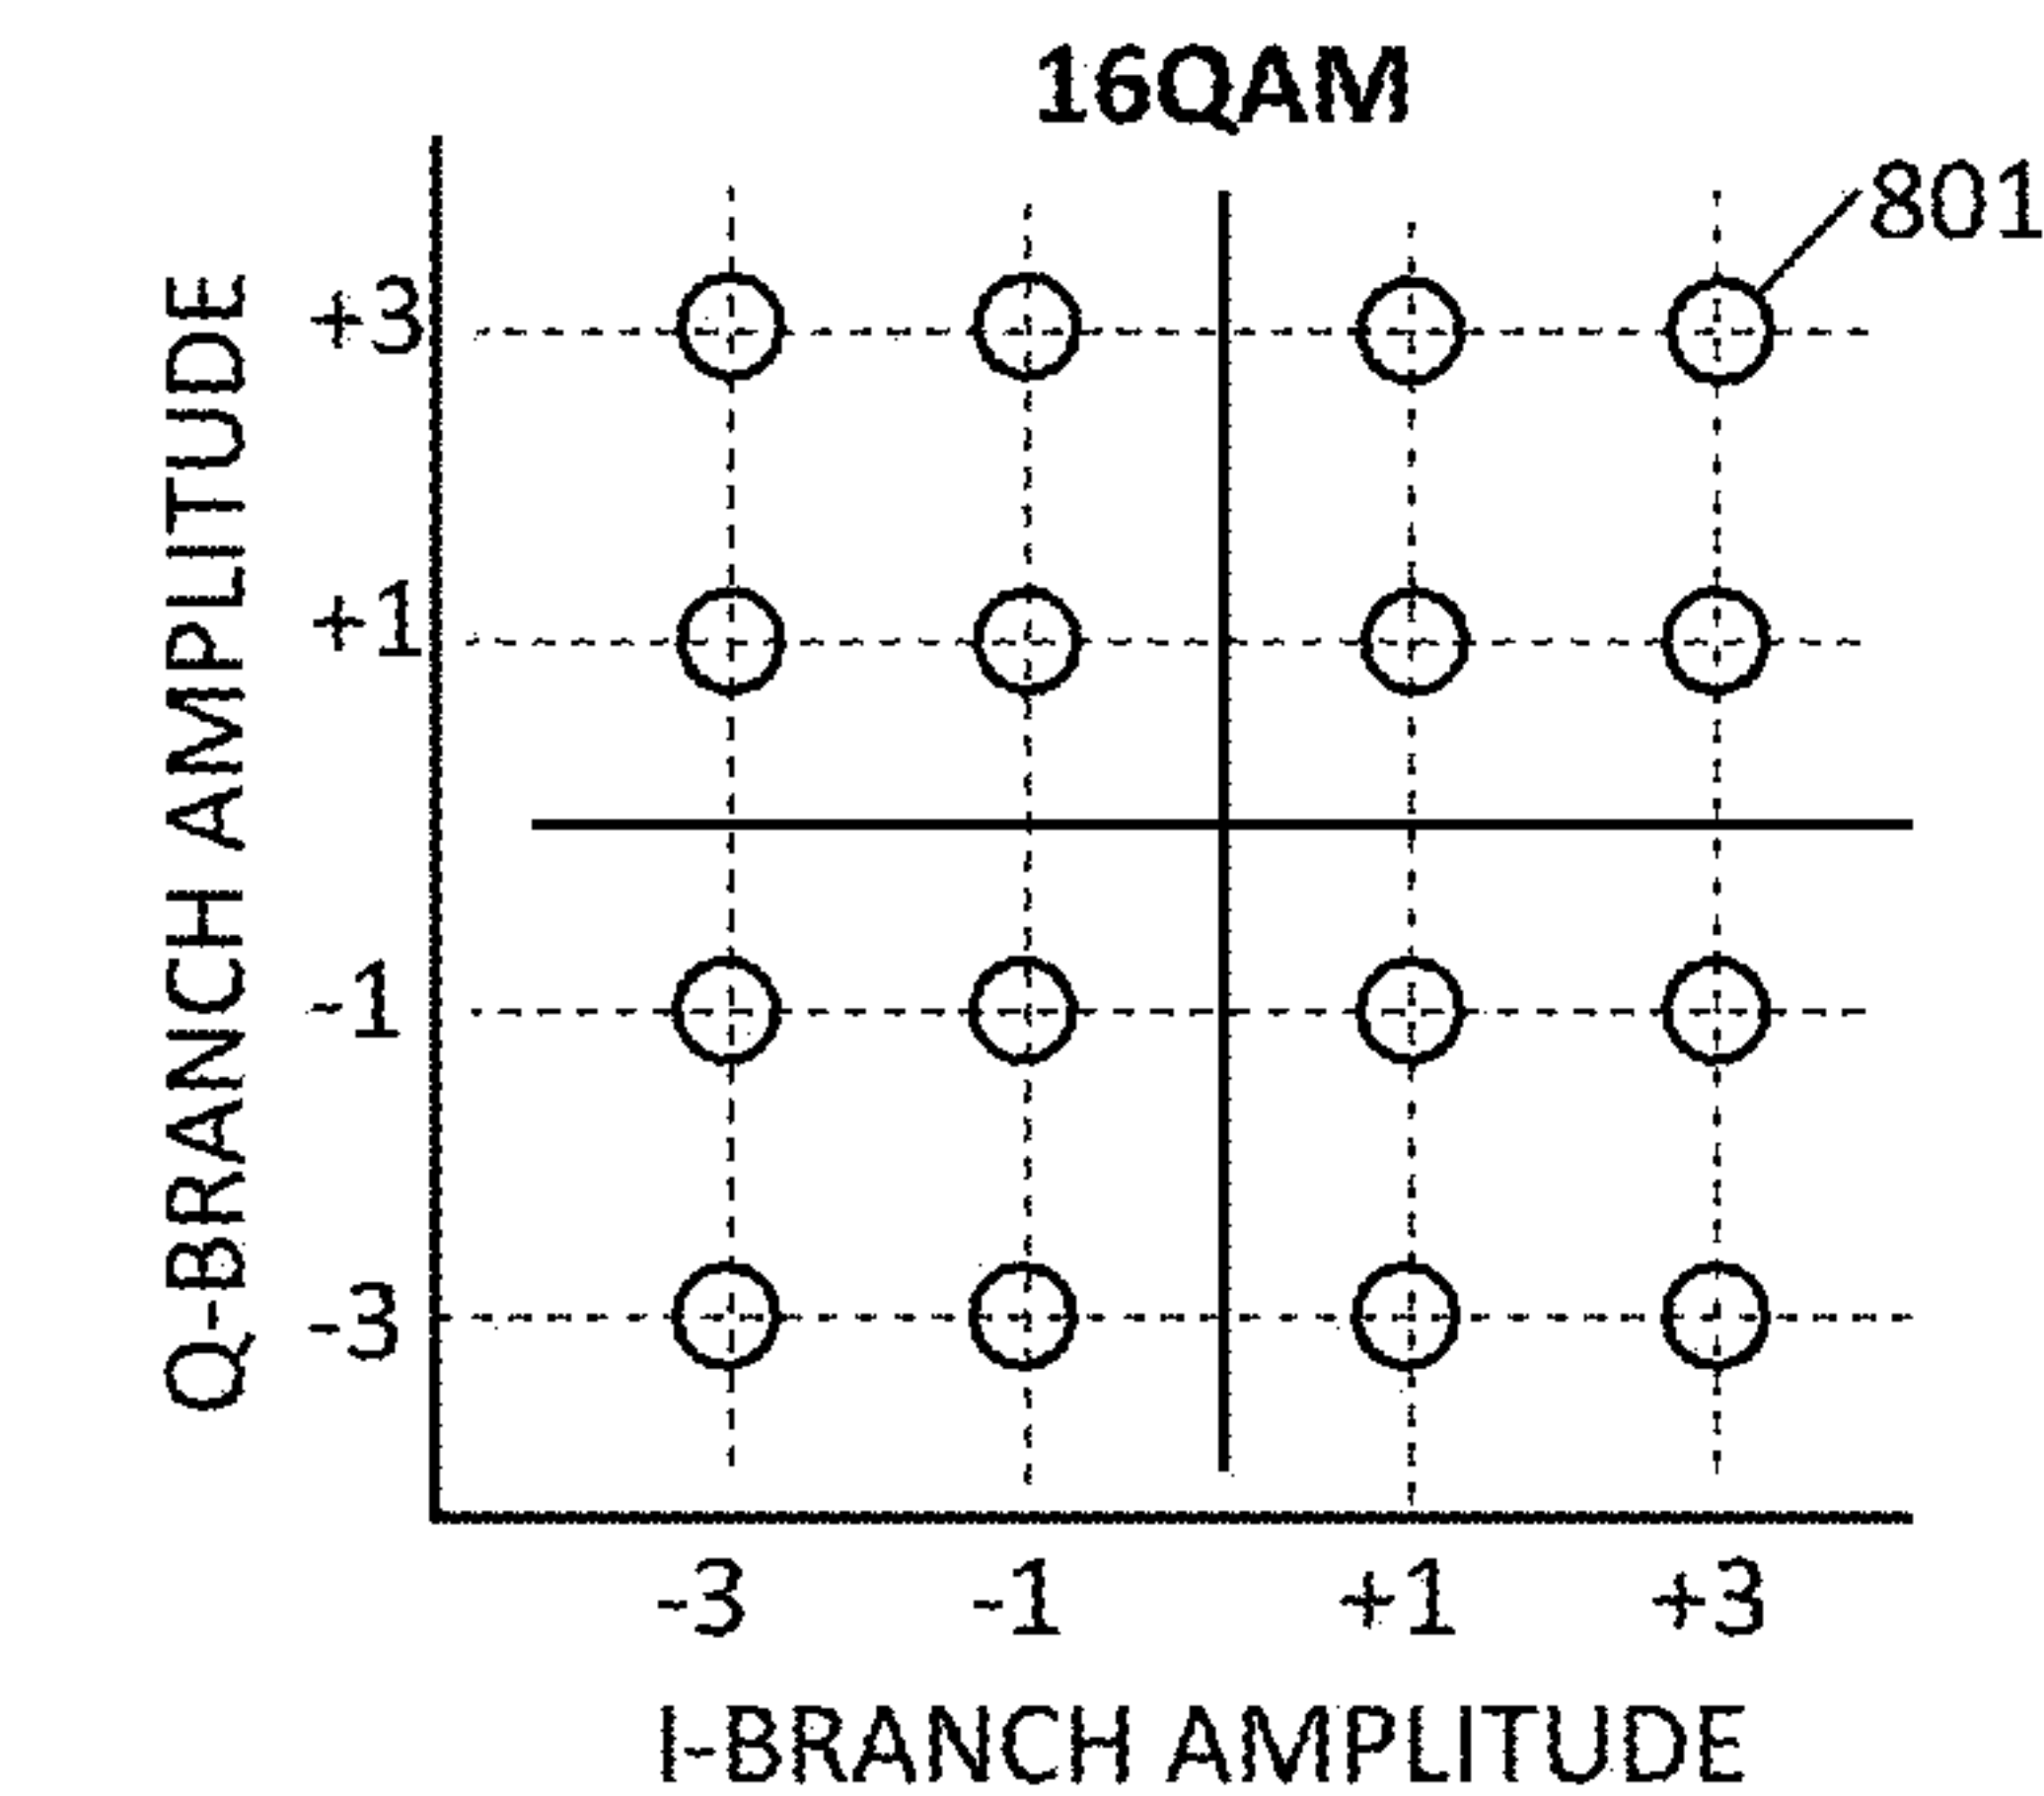 16QAM
801
Q-BRANCH AMPLITUDE
+3
+1
-1
-3
-3 -1 +1 +3
I-BRANCH AMPLITUDE